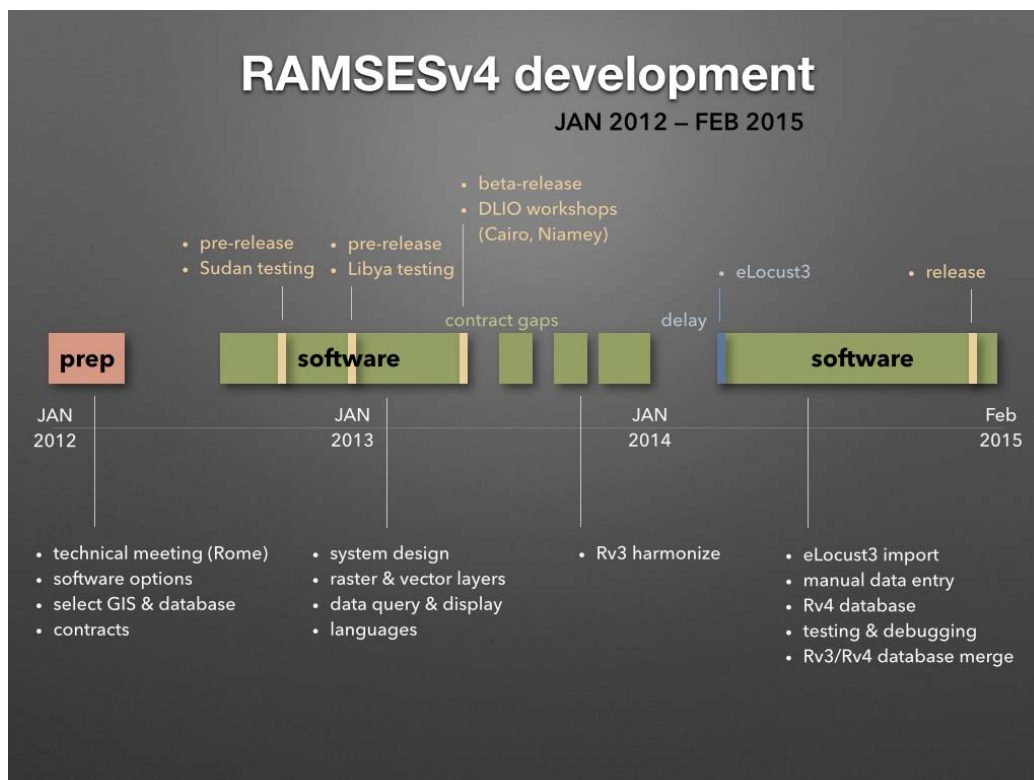 RAMSESv4 development
JAN 2012 – FEB 2015
• beta-release
• DLIO workshops
(Cairo, Niamey)
• pre-release
• Sudan testing
• pre-release
• Libya testing
• eLocust3
• release
contract gaps
delay
prep
software
software
JAN
2012
JAN
2013
JAN
2014
Feb
2015
• technical meeting (Rome)
• software options
• select GIS & database
• contracts
• system design
• raster & vector layers
• data query & display
• languages
• Rv3 harmonize
• eLocust3 import
• manual data entry
• Rv4 database
• testing & debugging
• Rv3/Rv4 database merge